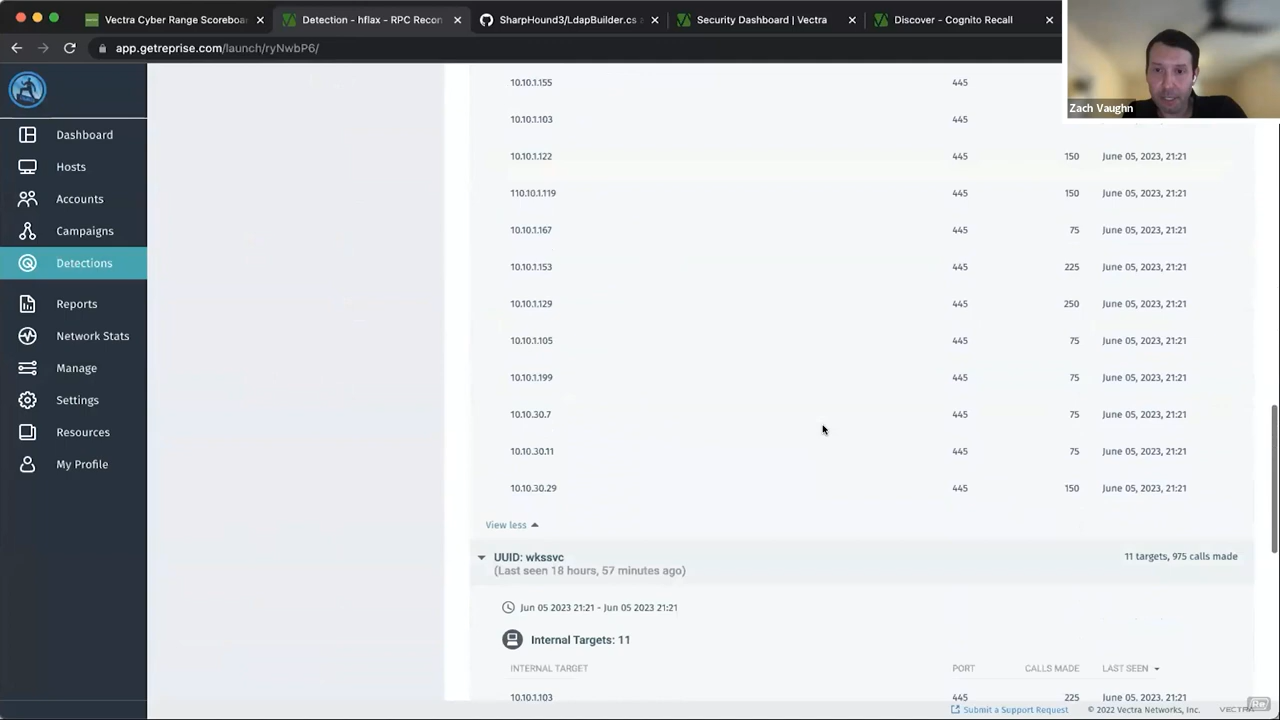 Vectra Cyber Range Scoreboa
Detection - hflax - RPC Recon
SharpHound3/LdapBuilder.cs a
Security Dashboard | Vectra
Discover - Cognito Recall
app.getreprise.com/launch/ryNwbP6/
Zach Vaughn
Dashboard
Hosts
Accounts
Campaigns
Detections
Reports
Network Stats
Manage
Settings
Resources
My Profile
10.10.1.155 445
10.10.1.103 445
10.10.1.122 445 150 June 05, 2023, 21:21
110.10.1.119 445 150 June 05, 2023, 21:21
10.10.1.167 445 75 June 05, 2023, 21:21
10.10.1.153 445 225 June 05, 2023, 21:21
10.10.1.129 445 250 June 05, 2023, 21:21
10.10.1.105 445 75 June 05, 2023, 21:21
10.10.1.199 445 75 June 05, 2023, 21:21
10.10.30.7 445 75 June 05, 2023, 21:21
10.10.30.11 445 75 June 05, 2023, 21:21
10.10.30.29 445 150 June 05, 2023, 21:21
View less
UUID: wkssvc 11 targets, 975 calls made
(Last seen 18 hours, 57 minutes ago)
Jun 05 2023 21:21 - Jun 05 2023 21:21
Internal Targets: 11
INTERNAL TARGET PORT CALLS MADE LAST SEEN
10.10.1.103 445 225 June 05, 2023, 21:21
Submit a Support Request © 2022 Vectra Networks, Inc. VECTRA
Re